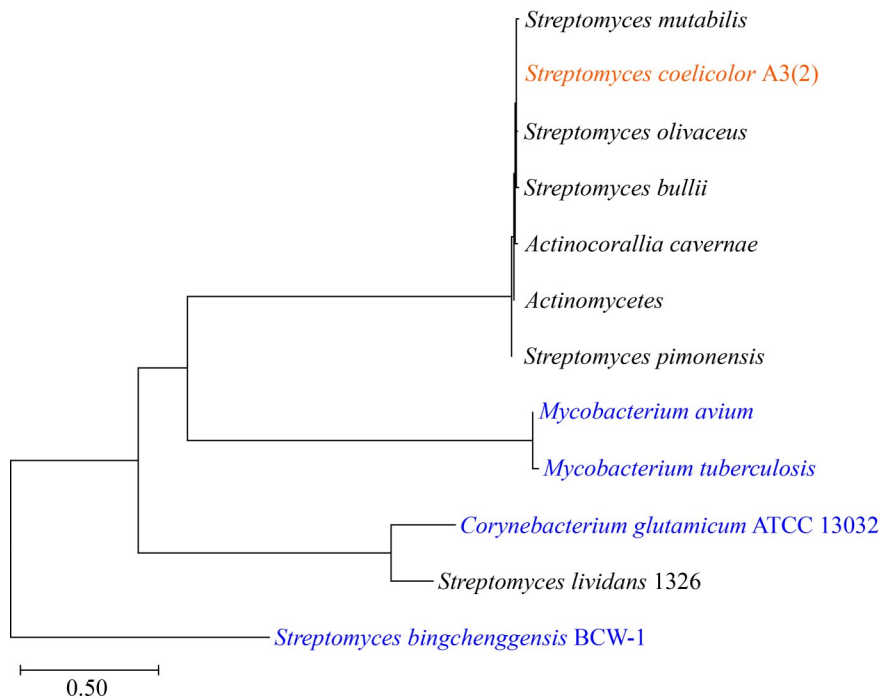 Streptomyces mutabilis
Streptomyces coelicolor A3(2)
Streptomyces olivaceus
Streptomyces bullii
Actinocorallia cavernae
Actinomycetes
Streptomyces pimonensis
Mycobacterium avium
Mycobacterium tuberculosis
Corynebacterium glutamicum ATCC 13032
Streptomyces lividans 1326
Streptomyces bingchenggensis BCW-1
0.50